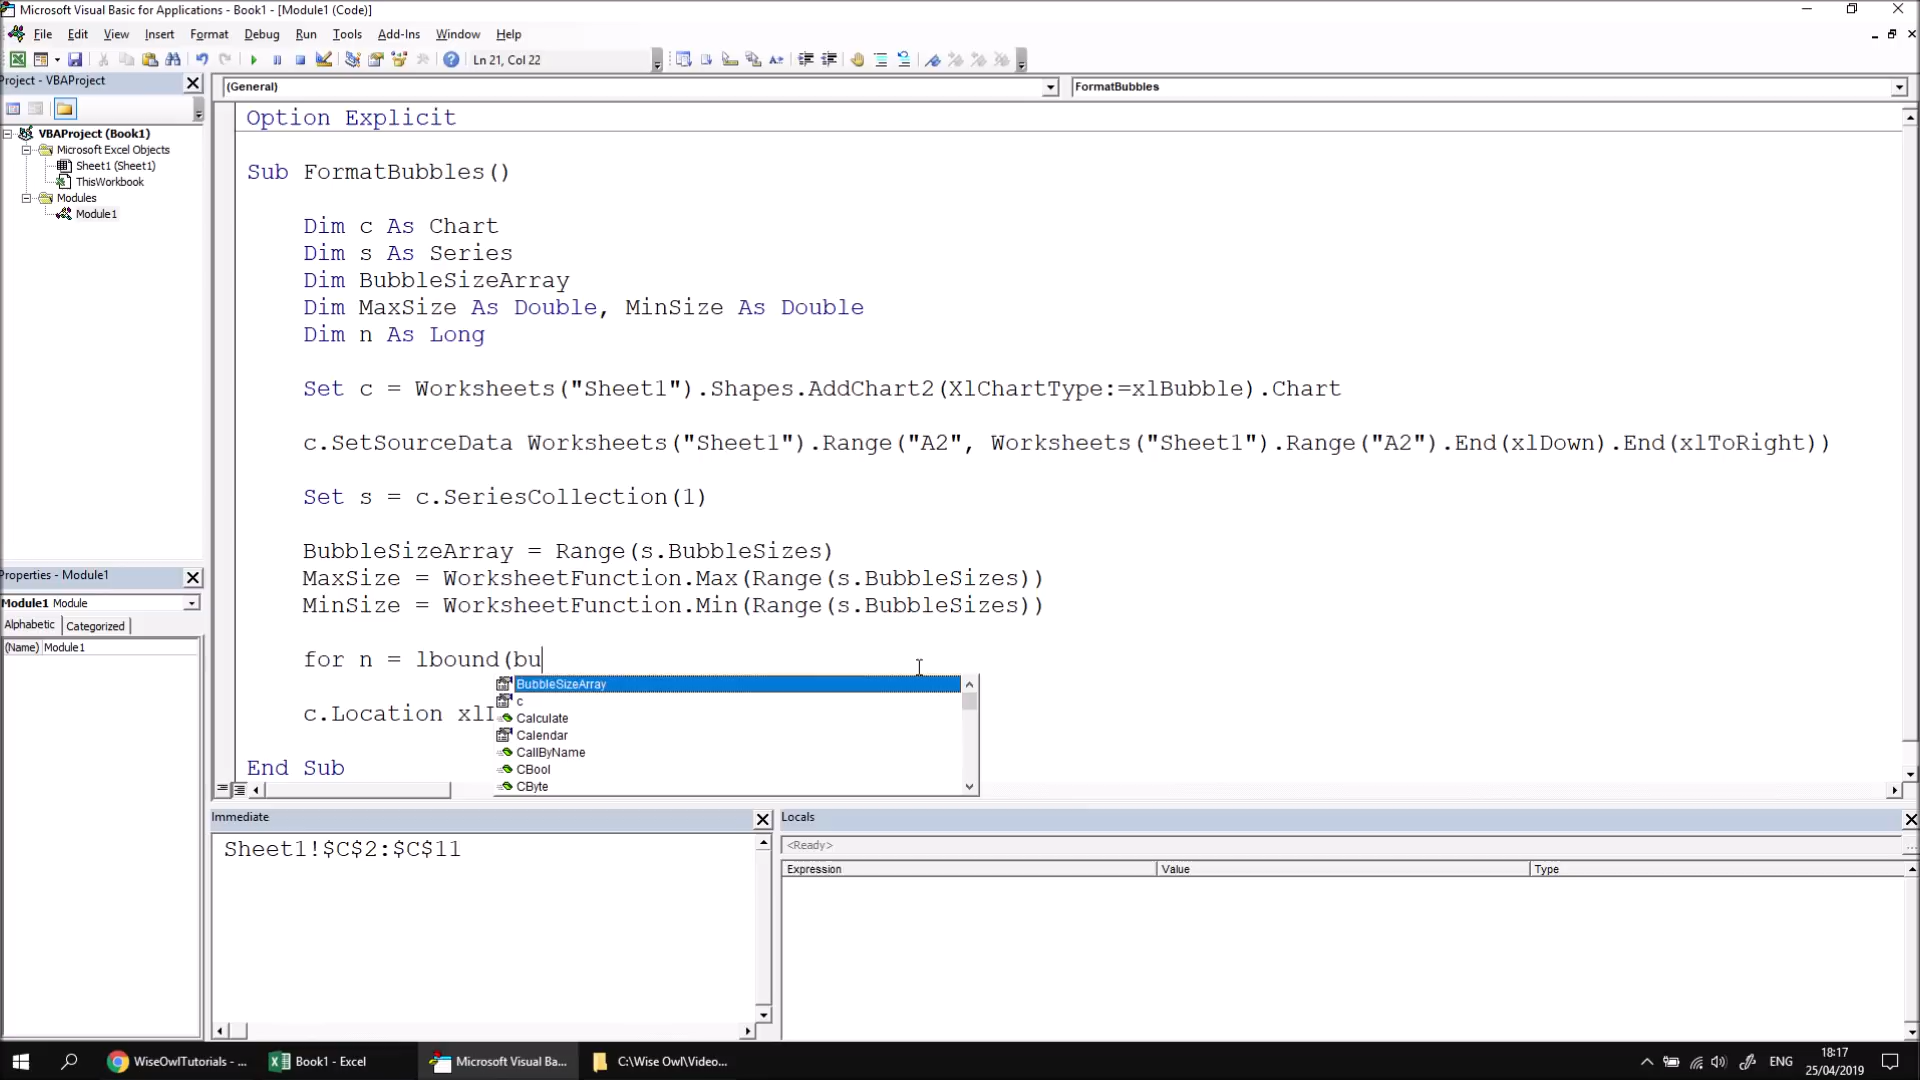 Microsoft Visual Basic for Applications - Book1 - [Module1 (Code)]
File Edit View Insert Format Debug Run Tools Add-Ins Window Help
Ln 21, Col 22
Project - VBAProject
(General)
FormatBubbles
VBAProject (Book1)
Microsoft Excel Objects
Sheet1 (Sheet1)
ThisWorkbook
Modules
Module1
Option Explicit
Sub FormatBubbles()
Dim c As Chart
Dim s As Series
Dim BubbleSizeArray
Dim MaxSize As Double, MinSize As Double
Dim n As Long
Set c = Worksheets("Sheet1").Shapes.AddChart2(XlChartType:=xlBubble).Chart
c.SetSourceData Worksheets("Sheet1").Range("A2", Worksheets("Sheet1").Range("A2").End(xlDown).End(xlToRight))
Set s = c.SeriesCollection(1)
BubbleSizeArray = Range(s.BubbleSizes)
MaxSize = WorksheetFunction.Max(Range(s.BubbleSizes))
MinSize = WorksheetFunction.Min(Range(s.BubbleSizes))
for n = lbound(bu
BubbleSizeArray
c
Calculate
Calendar
CallByName
CBool
CByte
c.Location
End Sub
Properties - Module1
Module1 Module
Alphabetic Categorized
(Name) Module1
Immediate
Sheet1!$C$2:$C$11
Locals
<Ready>
...
Expression Value Type
WiseOwlTutorials - ...
Book1 - Excel
Microsoft Visual Ba...
C:\Wise Owl\Video...
ENG
18:17
25/04/2019